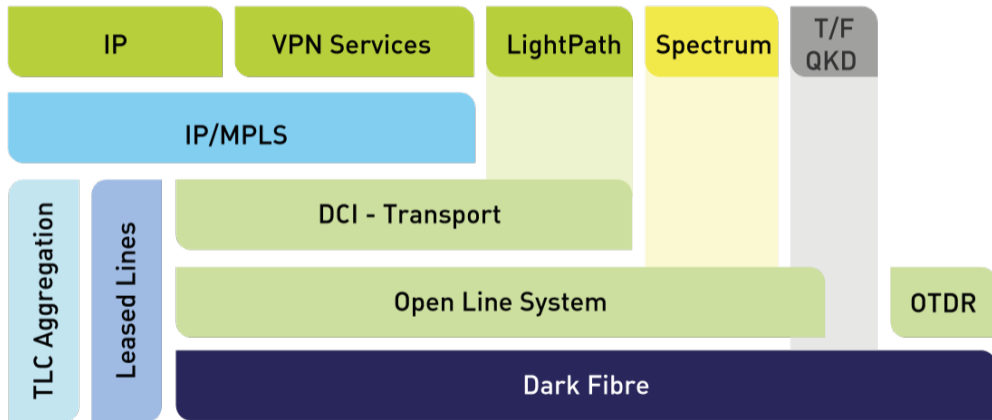 IP
VPN Services
LightPath
Spectrum
T/F
QKD
IP/MPLS
TLC Aggregation
Leased Lines
DCI - Transport
Open Line System
OTDR
Dark Fibre